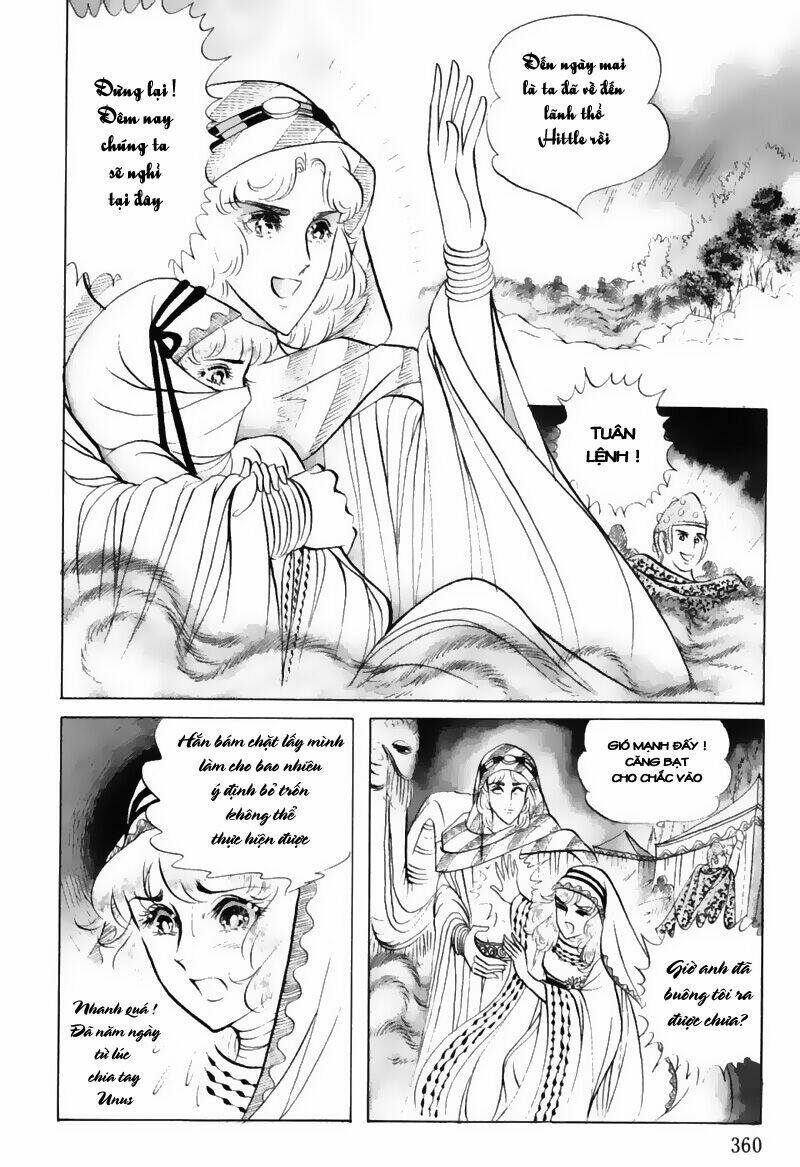 Dừng lại !
Đêm nay
chúng ta
sẽ nghỉ
tại đây
Đến ngày mai
là ta đã về đến
lãnh thổ
Hittle rồi
TUÂN
LỆNH !
Hắn bám chặt lấy mình
làm cho bao nhiêu
ý định bỏ trốn
không thể
thực hiện được
Nhanh quá !
Đã năm ngày
từ lúc
chia tay
Unus
GIÓ MẠNH ĐẤY !
CĂNG BẠT
CHO CHẮC VÀO
Giờ anh đã
buông tôi ra
được chưa?
360